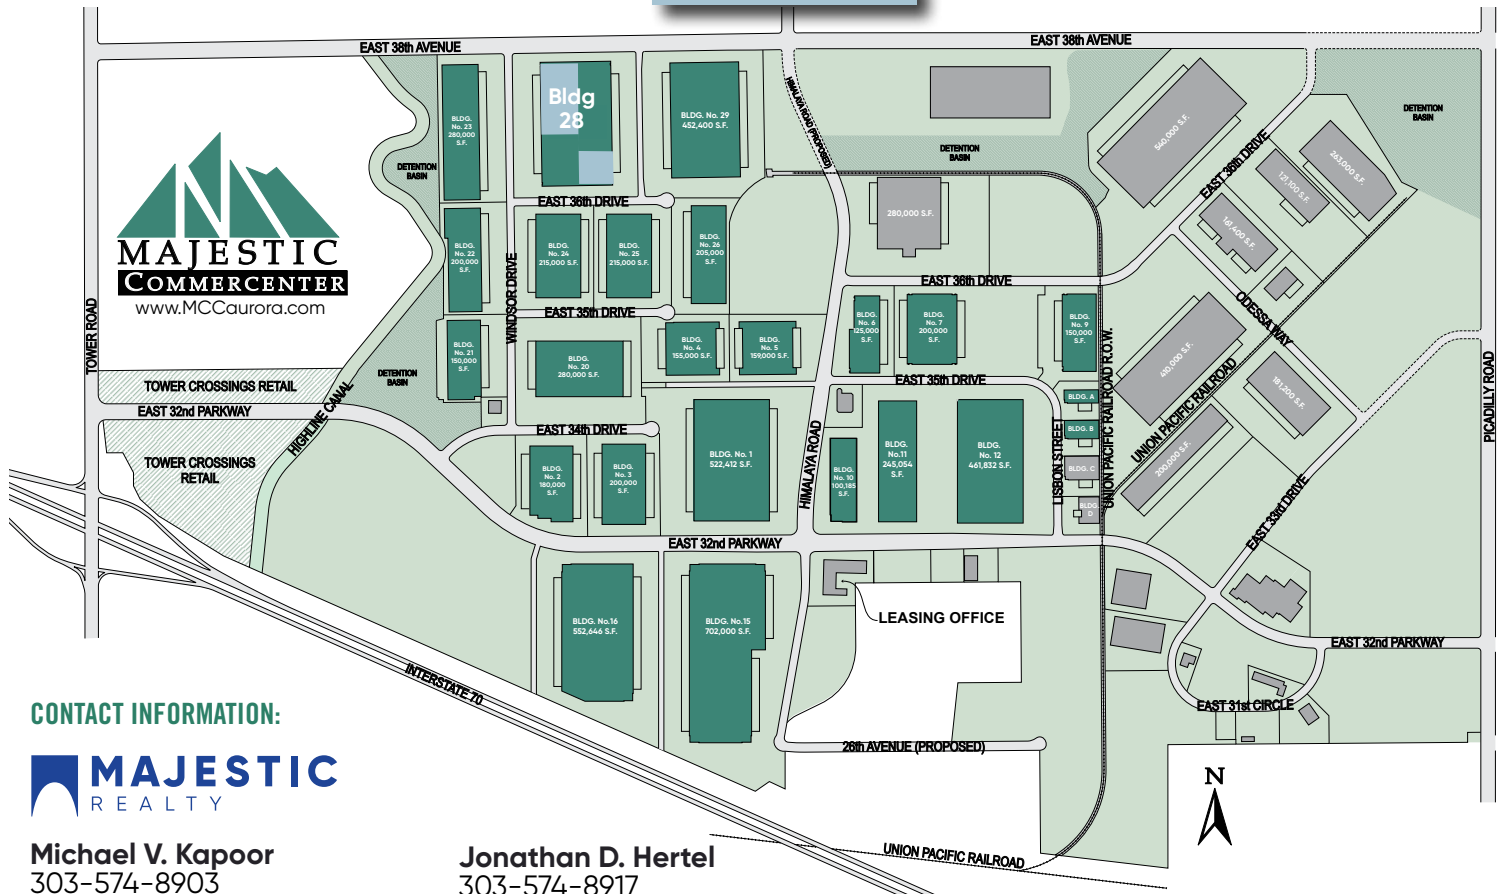 EAST 38th AVENUE
EAST 38th AVENUE
BLDG.
No. 23
280,000
S.F.
Bldg
28
BLDG. No. 29
452,400 S.F.
HIMALAYA ROAD (PROPOSED)
DETENTION
BASIN
DETENTION
BASIN
DETENTION
BASIN
540,000 S.F.
EAST 36th DRIVE
121,100 S.F.
263,000 S.F.
161,400 S.F.
280,000 S.F.
MAJESTIC
COMMERCENTER
www.MCCaurora.com
TOWER ROAD
EAST 36th DRIVE
BLDG.
No. 22
200,000
S.F.
WINDSOR DRIVE
BLDG.
No. 24
215,000 S.F.
BLDG.
No. 25
215,000 S.F.
BLDG.
No. 26
205,000
S.F.
EAST 36th DRIVE
EAST 35th DRIVE
ODESSA WAY
BLDG.
No. 21
150,000
S.F.
BLDG.
No. 20
280,000 S.F.
BLDG.
No. 4
155,000 S.F.
BLDG.
No. 5
159,000 S.F.
BLDG.
No. 6
125,000
S.F.
BLDG.
No. 7
200,000
S.F.
BLDG.
No. 9
150,000
S.F.
UNION PACIFIC RAILROAD R.O.W.
410,000 S.F.
181,200 S.F.
PICADILLY ROAD
DETENTION
BASIN
TOWER CROSSINGS RETAIL
EAST 32nd PARKWAY
HIGHLINE CANAL
EAST 35th DRIVE
BLDG. A
BLDG. B
BLDG. C
BLDG.
D
LISBON STREET
UNION PACIFIC RAILROAD
200,000 S.F.
TOWER CROSSINGS
RETAIL
EAST 34th DRIVE
BLDG.
No. 2
180,000
S.F.
BLDG.
No. 3
200,000
S.F.
BLDG. No. 1
522,412 S.F.
HIMALAYA ROAD
BLDG.
No. 10
100,185
S.F.
BLDG.
No.11
245,054
S.F.
BLDG.
No. 12
461,832 S.F.
EAST 33rd DRIVE
EAST 32nd PARKWAY
BLDG. No.16
552,646 S.F.
BLDG. No.15
702,000 S.F.
LEASING OFFICE
EAST 32nd PARKWAY
INTERSTATE 70
EAST 31st CIRCLE
26th AVENUE (PROPOSED)
N
UNION PACIFIC RAILROAD
CONTACT INFORMATION:
MAJESTIC
REALTY
Michael V. Kapoor
303-574-8903
Jonathan D. Hertel
303-574-8917